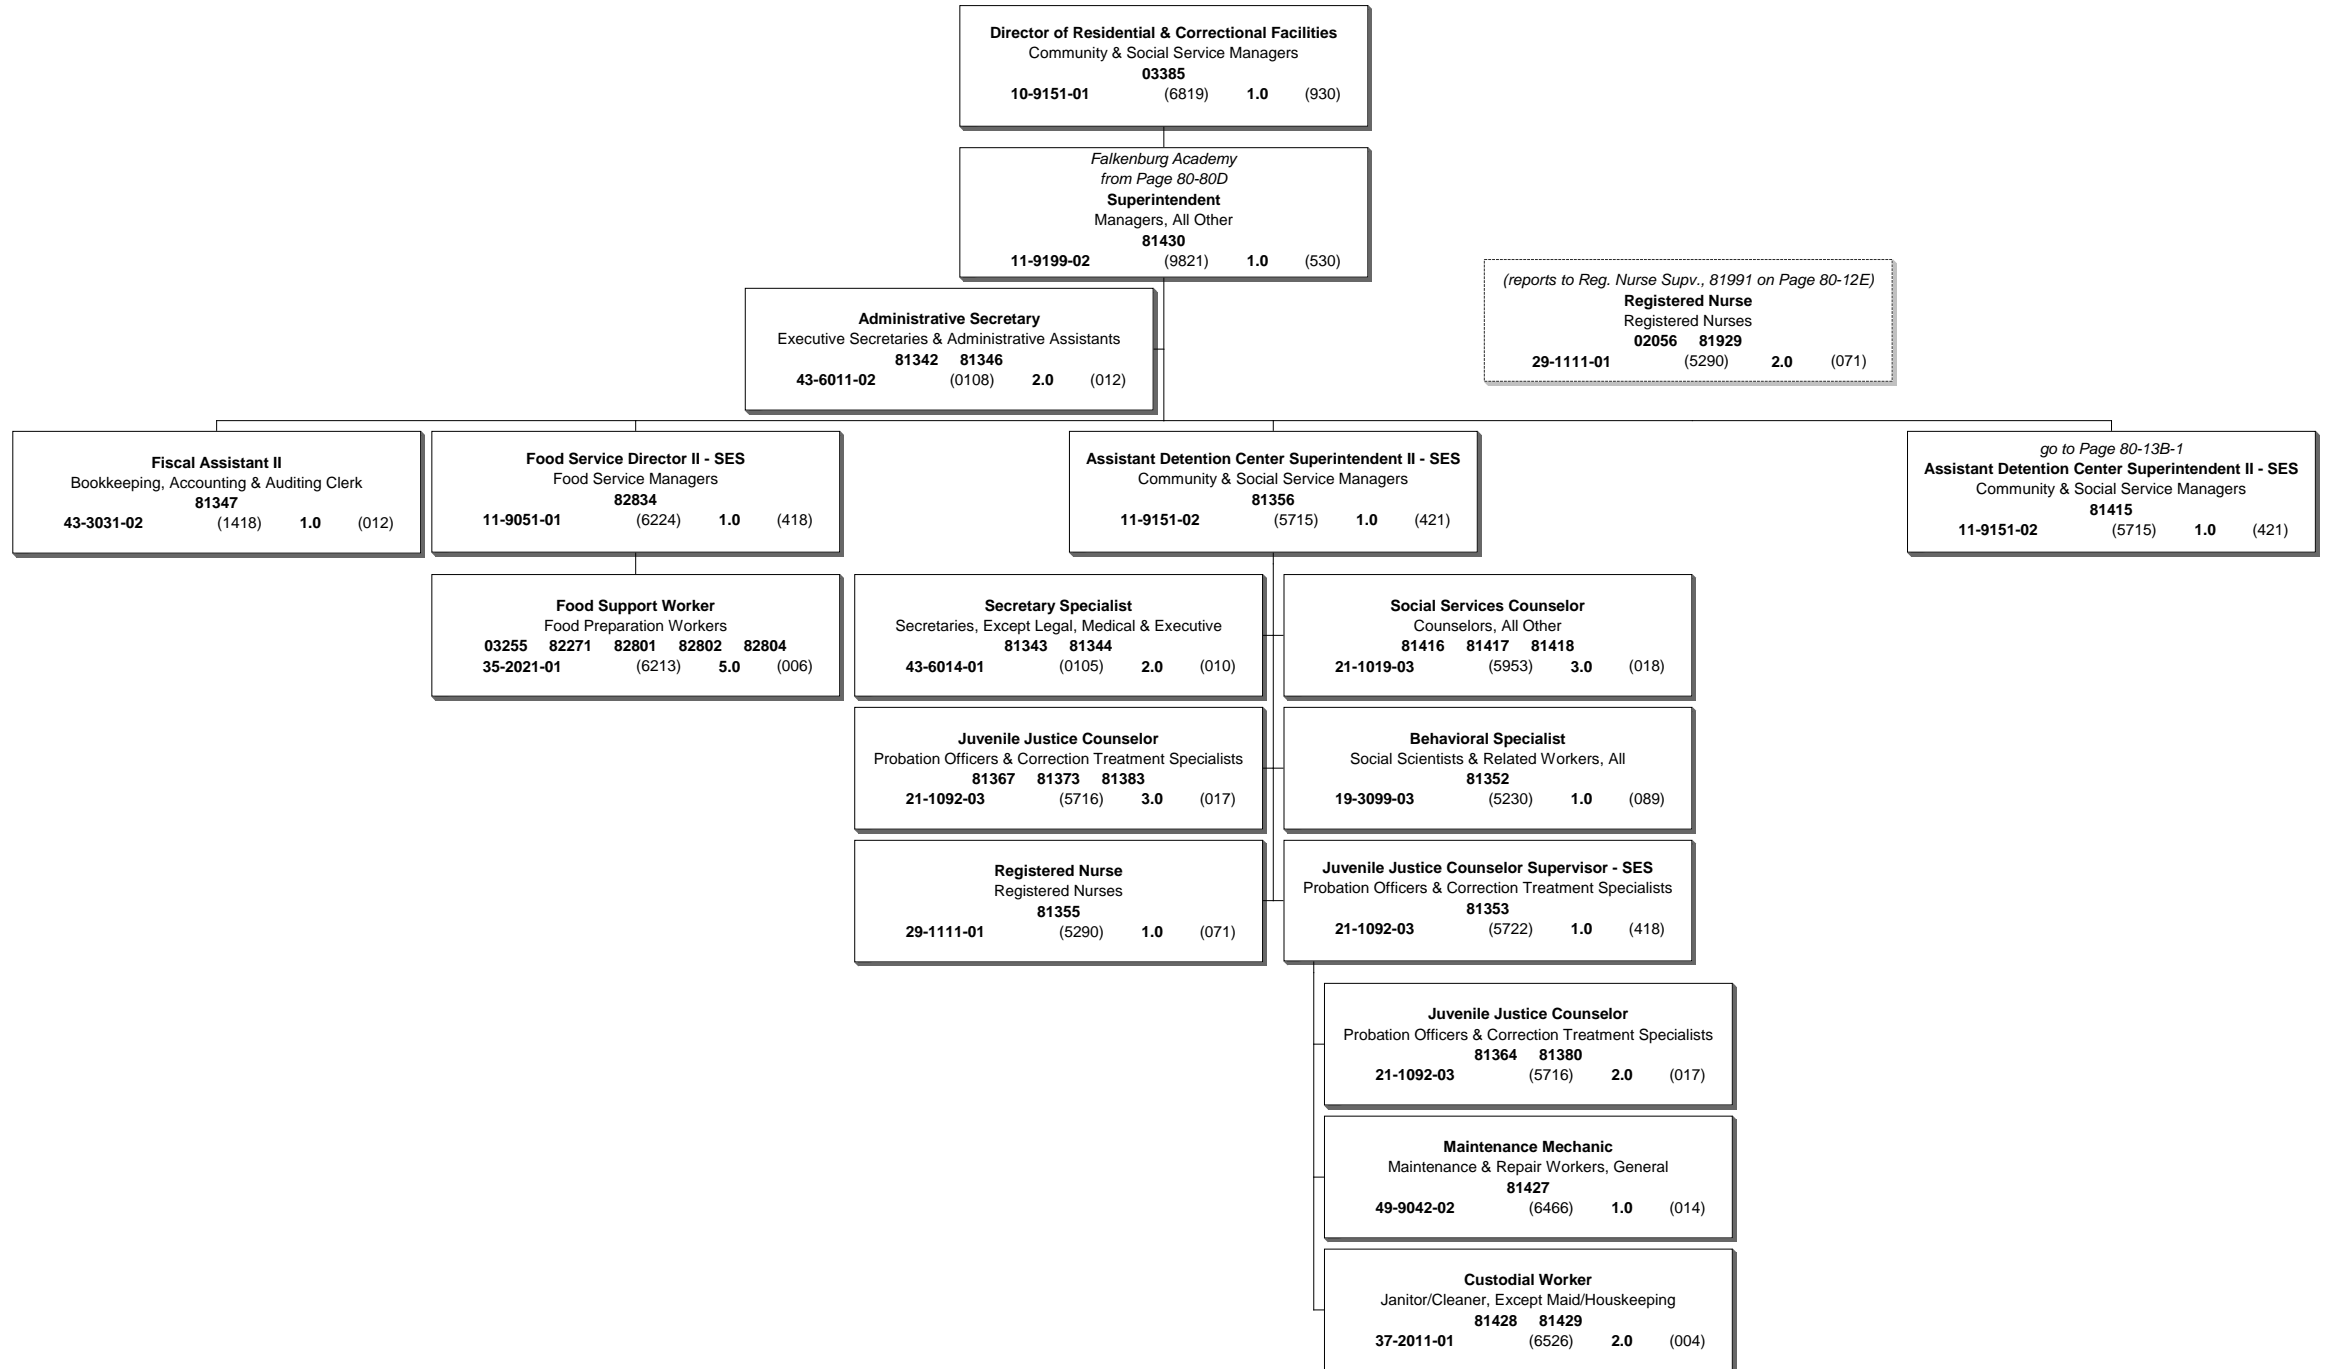 Director of Residential & Correctional Facilities
Community & Social Service Managers
03385
10-9151-01 (6819) 1.0 (930)
Falkenburg Academy
from Page 80-80D
Superintendent
Managers, All Other
81430
11-9199-02 (9821) 1.0 (530)
(reports to Reg. Nurse Supv., 81991 on Page 80-12E)
Registered Nurse
Registered Nurses
02056 81929
29-1111-01 (5290) 2.0 (071)
Administrative Secretary
Executive Secretaries & Administrative Assistants
81342 81346
43-6011-02 (0108) 2.0 (012)
Fiscal Assistant II
Bookkeeping, Accounting & Auditing Clerk
81347
43-3031-02 (1418) 1.0 (012)
Food Service Director II - SES
Food Service Managers
82834
11-9051-01 (6224) 1.0 (418)
Assistant Detention Center Superintendent II - SES
Community & Social Service Managers
81356
11-9151-02 (5715) 1.0 (421)
go to Page 80-13B-1
Assistant Detention Center Superintendent II - SES
Community & Social Service Managers
81415
11-9151-02 (5715) 1.0 (421)
Food Support Worker
Food Preparation Workers
03255 82271 82801 82802 82804
35-2021-01 (6213) 5.0 (006)
Secretary Specialist
Secretaries, Except Legal, Medical & Executive
81343 81344
43-6014-01 (0105) 2.0 (010)
Social Services Counselor
Counselors, All Other
81416 81417 81418
21-1019-03 (5953) 3.0 (018)
Juvenile Justice Counselor
Probation Officers & Correction Treatment Specialists
81367 81373 81383
21-1092-03 (5716) 3.0 (017)
Behavioral Specialist
Social Scientists & Related Workers, All
81352
19-3099-03 (5230) 1.0 (089)
Registered Nurse
Registered Nurses
81355
29-1111-01 (5290) 1.0 (071)
Juvenile Justice Counselor Supervisor - SES
Probation Officers & Correction Treatment Specialists
81353
21-1092-03 (5722) 1.0 (418)
Juvenile Justice Counselor
Probation Officers & Correction Treatment Specialists
81364 81380
21-1092-03 (5716) 2.0 (017)
Maintenance Mechanic
Maintenance & Repair Workers, General
81427
49-9042-02 (6466) 1.0 (014)
Custodial Worker
Janitor/Cleaner, Except Maid/Houskeeping
81428 81429
37-2011-01 (6526) 2.0 (004)